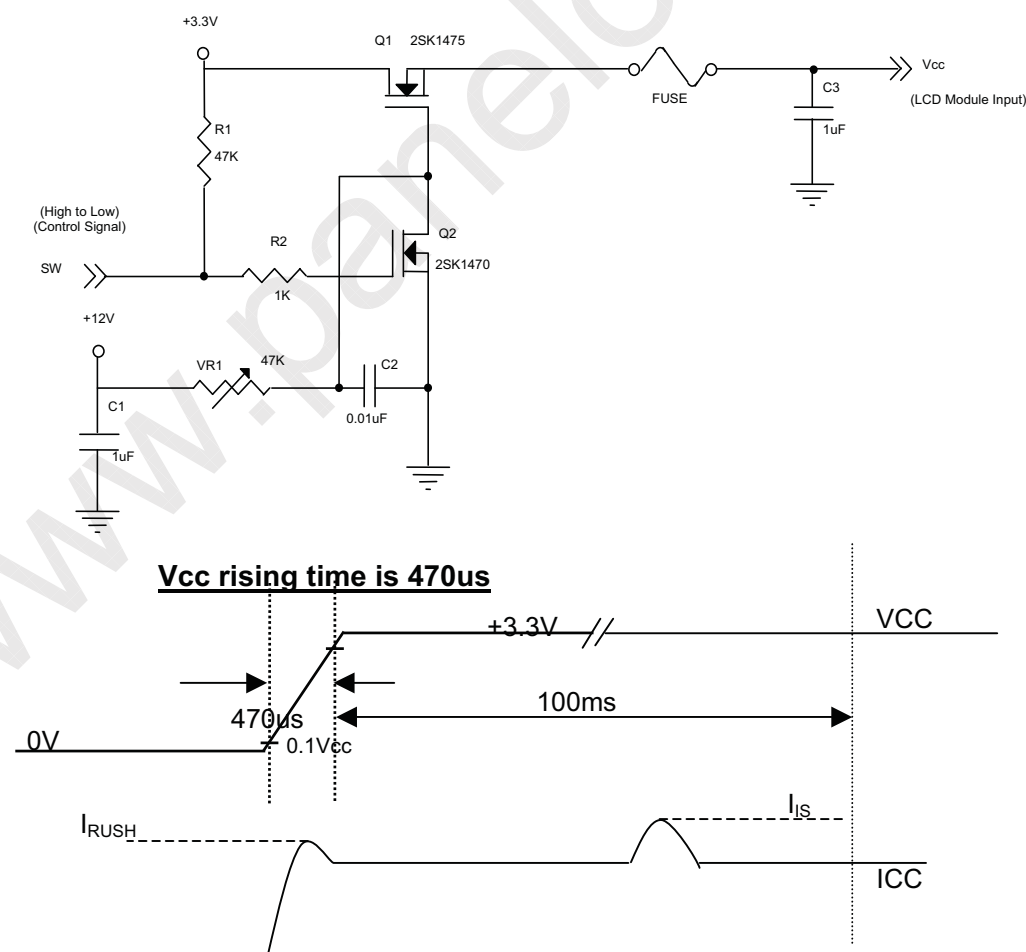 +3.3V
Q1 2SK1475
Vcc
FUSE
C3
(LCD Module Input)
R1
1uF
47K
(High to Low)
(Control Signal)
Q2
R2
SW
2SK1470
1K
+12V
VR1
47K
C2
C1
0.01uF
1uF
Vcc rising time is 470us
+3.3V
VCC
100ms
470us
0V
0.1Vcc
IRUSH
IIS
ICC
www.panelo